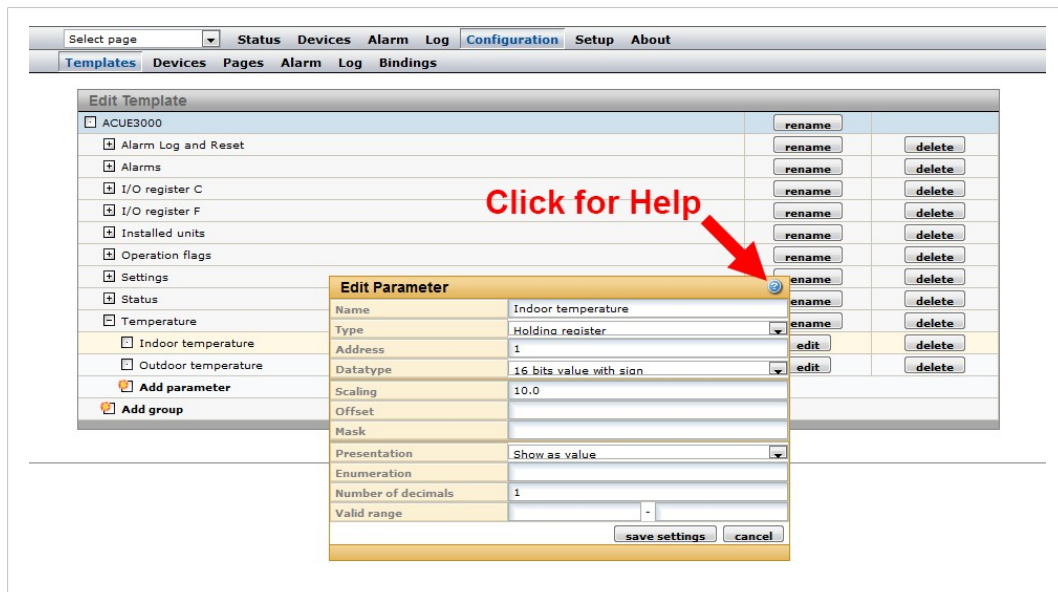 Select page Status Devices Alarm Log Configuration Setup About
Templates Devices Pages Alarm Log Bindings
Edit Template
ACUE3000 rename
Alarm Log and Reset rename delete
Alarms rename delete
I/O register C rename delete
I/O register F rename delete
Installed units rename delete
Operation flags rename delete
Settings ename delete
Status ename delete
Temperature ename delete
Indoor temperature edit delete
Outdoor temperature edit delete
Add parameter
Add group
Click for Help
Edit Parameter ?
Name Indoor temperature
Type Holding register
Address 1
Datatype 16 bits value with sign
Scaling 10.0
Offset
Mask
Presentation Show as value
Enumeration
Number of decimals 1
Valid range -
save settings cancel